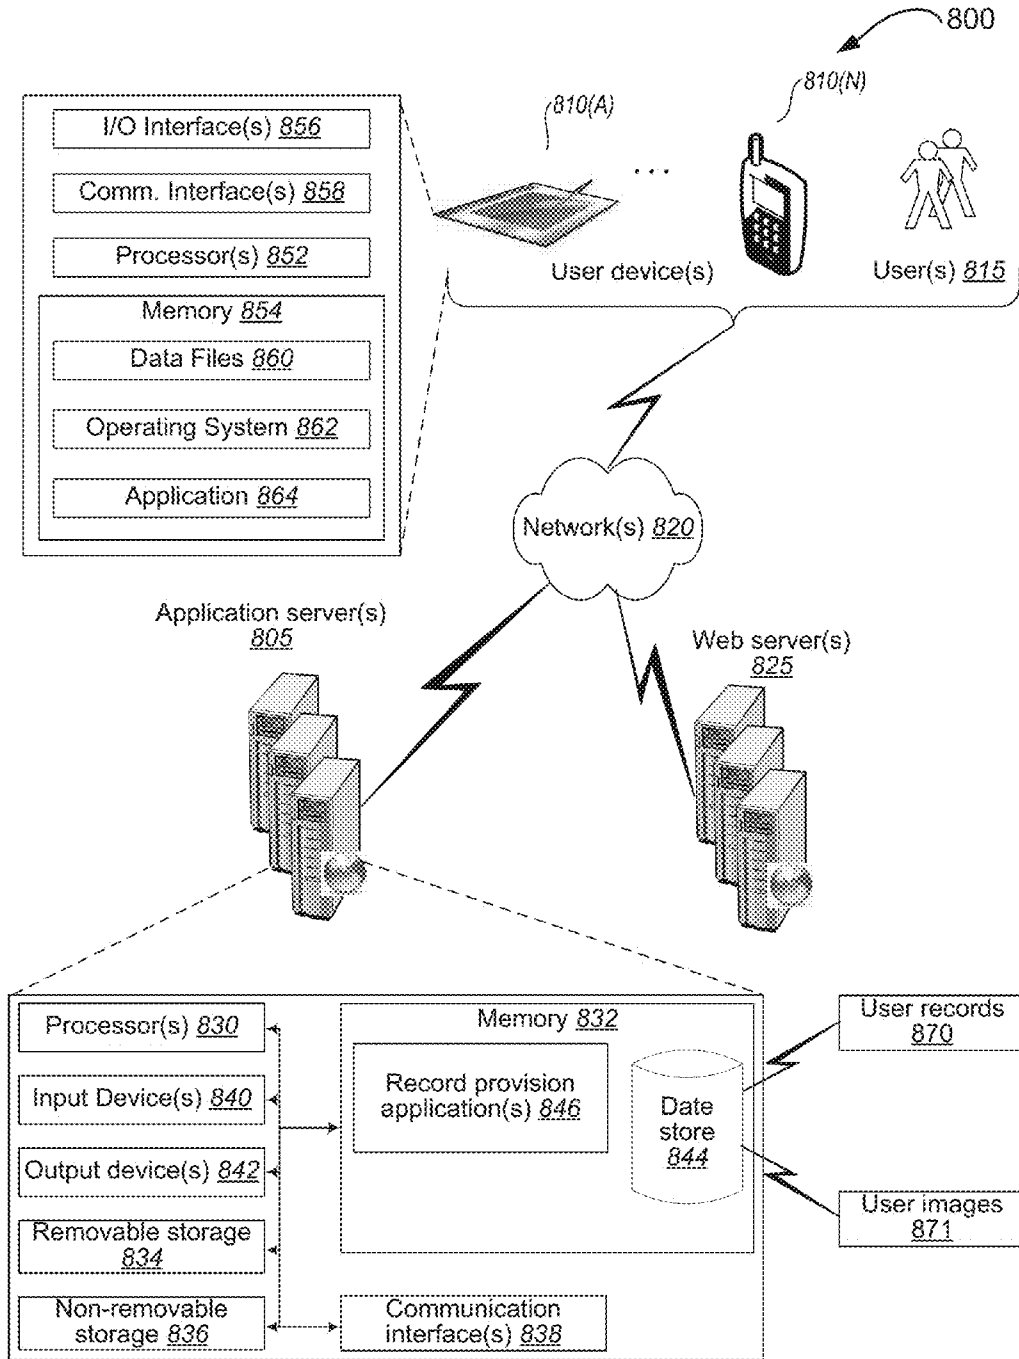 800
810(A)
810(N)
I/O Interface(s) 856
Comm. Interface(s) 858
Processor(s) 852
Memory 854
Data Files 860
Operating System 862
Application 864
...
User device(s)
User(s) 815
Network(s) 820
Application server(s)
805
Web server(s)
825
Processor(s) 830
Input Device(s) 840
Output device(s) 842
Removable storage
834
Non-removable
storage 836
Memory 832
Record provision
application(s) 846
Date
store
844
Communication
interface(s) 838
User records
870
User images
871